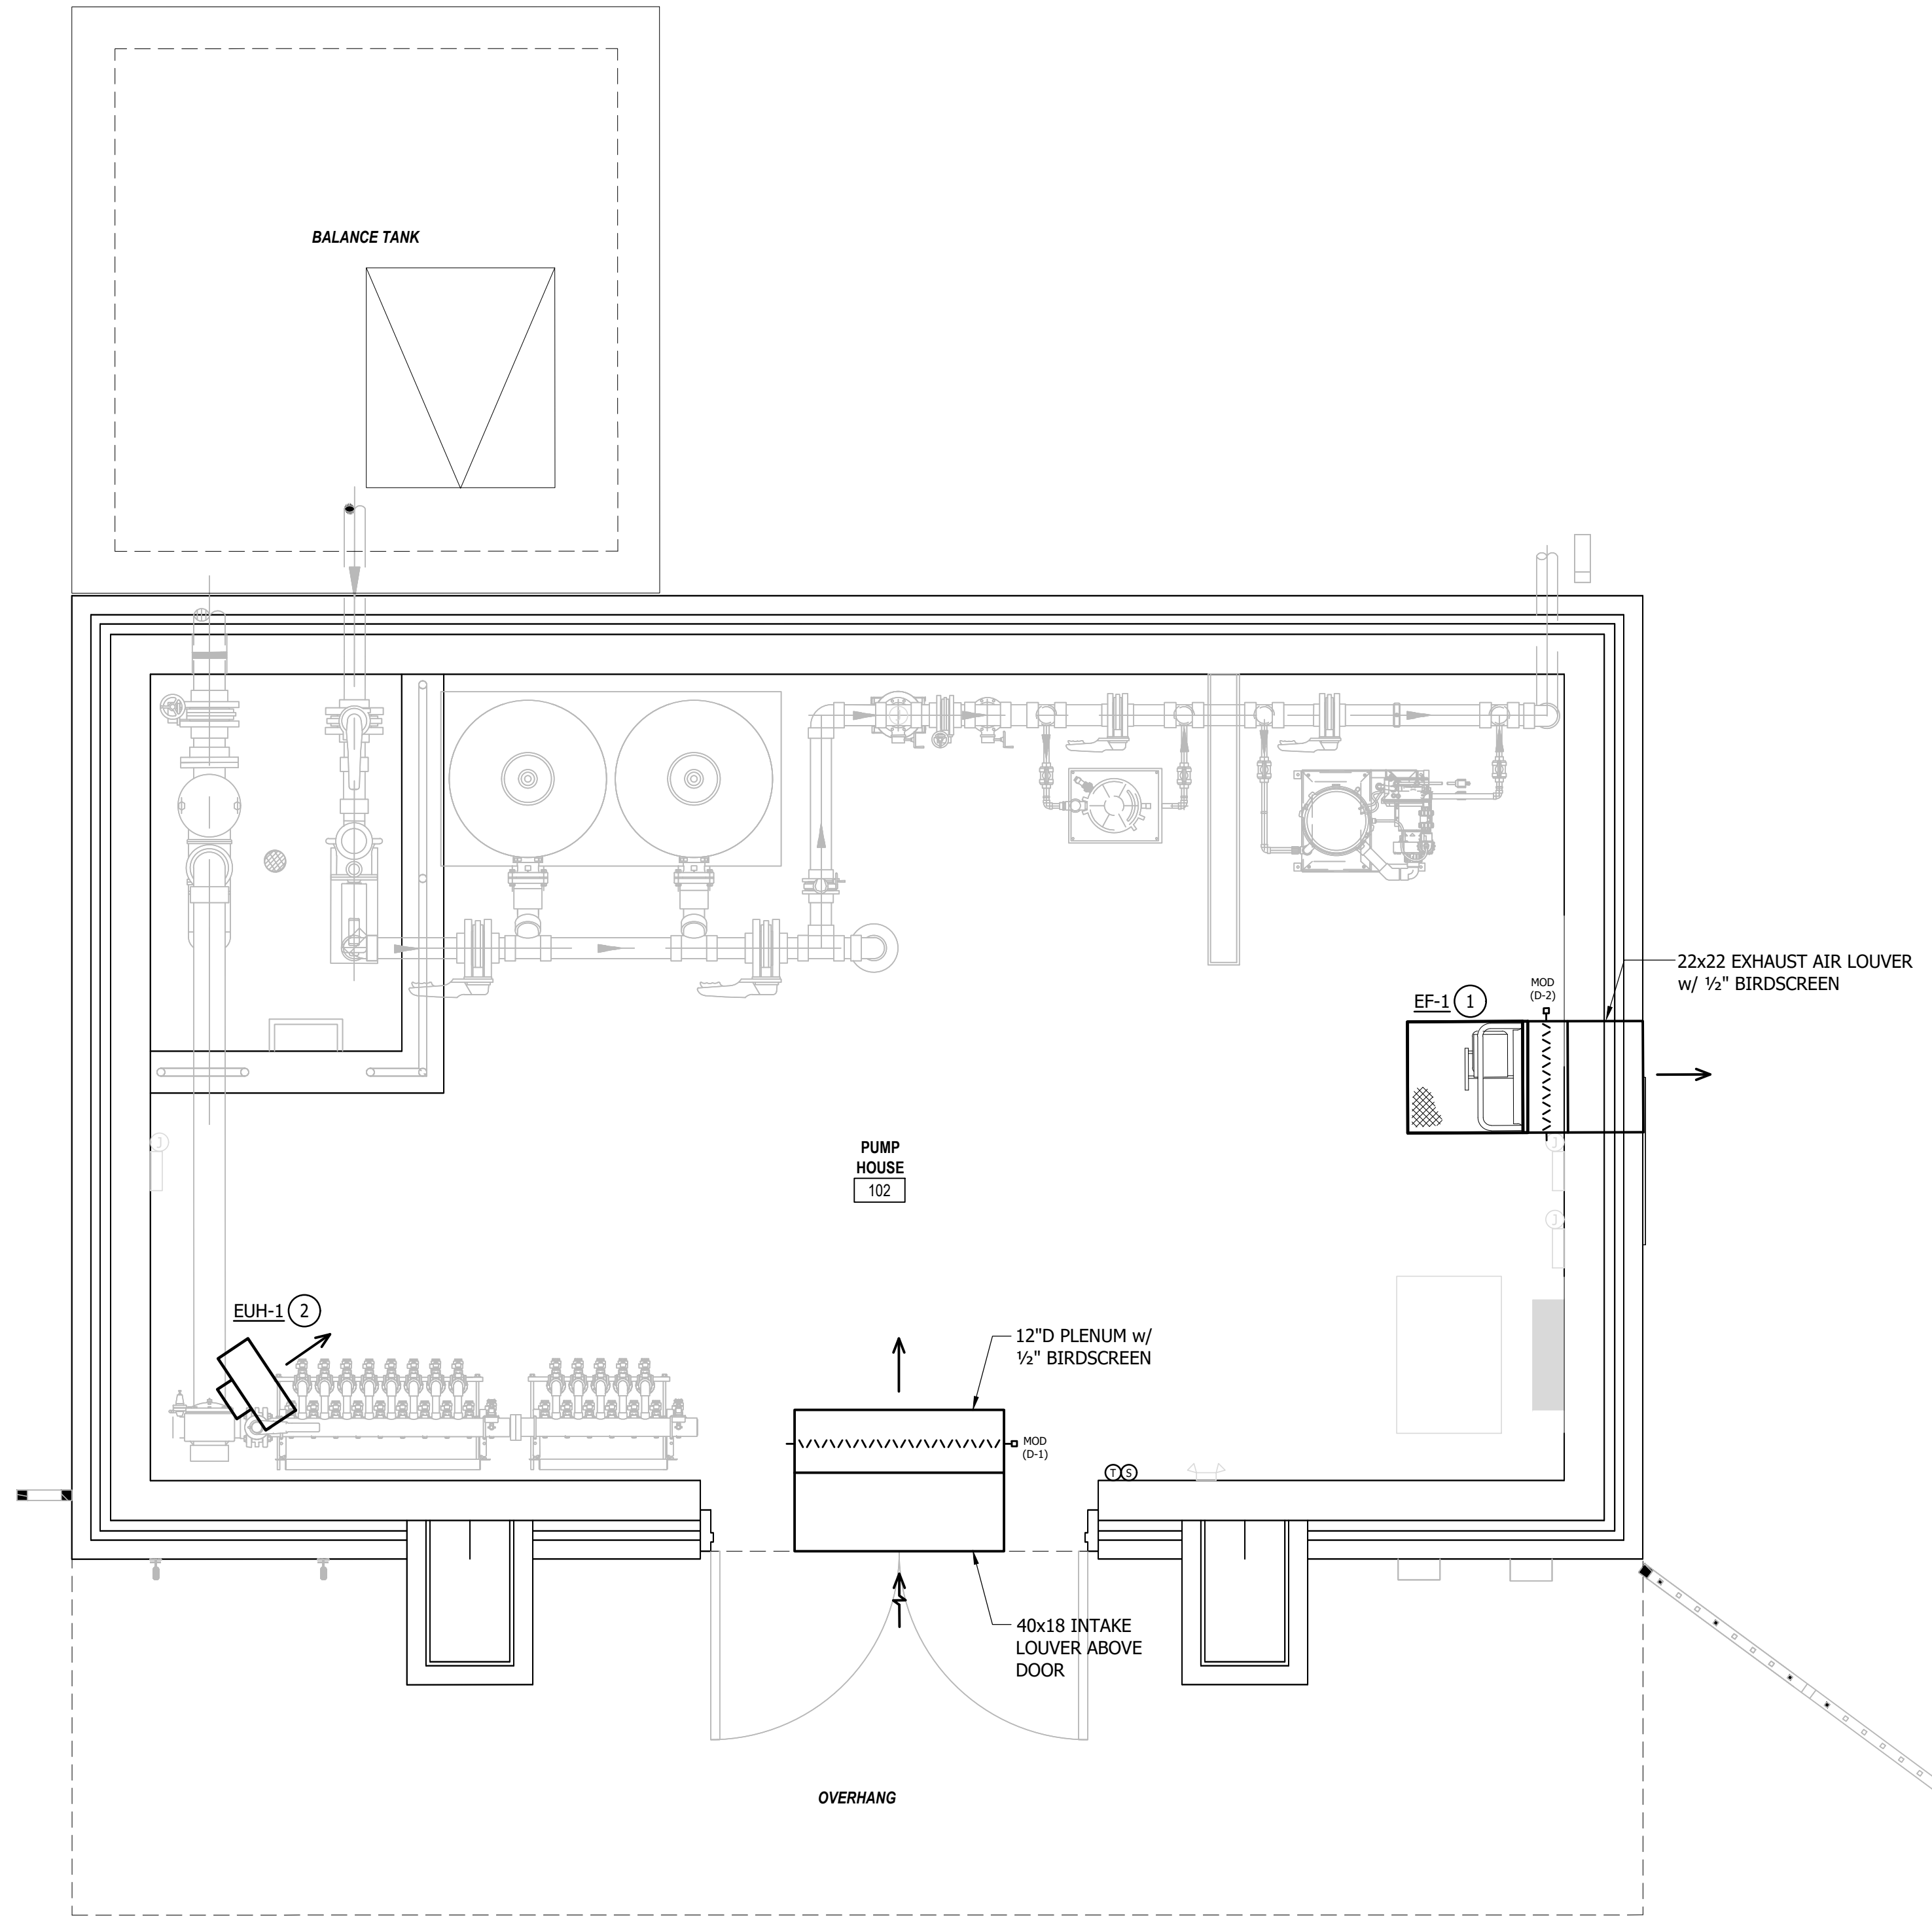 BALANCE TANK
22x22 EXHAUST AIR LOUVER
w/ ½" BIRDSCREEN
MOD
(D-2)
EF-1 1
J
J
PUMP
HOUSE
102
J
EUH-1 2
12"D PLENUM w/
½" BIRDSCREEN
MOD
(D-1)
T S
40x18 INTAKE
LOUVER ABOVE
DOOR
OVERHANG